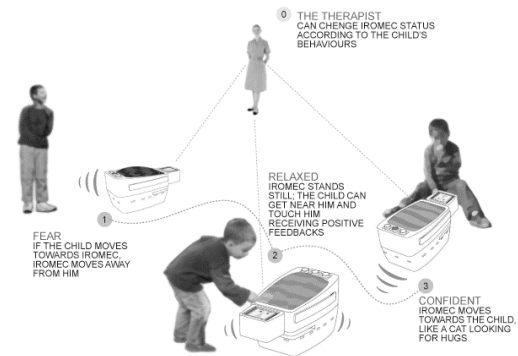 0 THE THERAPIST
CAN CHENGE IROMEC STATUS
ACCORDING TO THE CHILD'S
BEHAVIOURS
1
FEAR
IF THE CHILD MOVES
TOWARDS IROMEC,
IROMEC MOVES AWAY
FROM HIM
RELAXED
IROMEC STANDS
STILL; THE CHILD CAN
GET NEAR HIM AND
TOUCH HIM
RECEIVING POSITIVE
FEEDBACKS
2
3
CONFIDENT
IROMEC MOVES
TOWARDS THE CHILD,
LIKE A CAT LOOKING
FOR HUGS